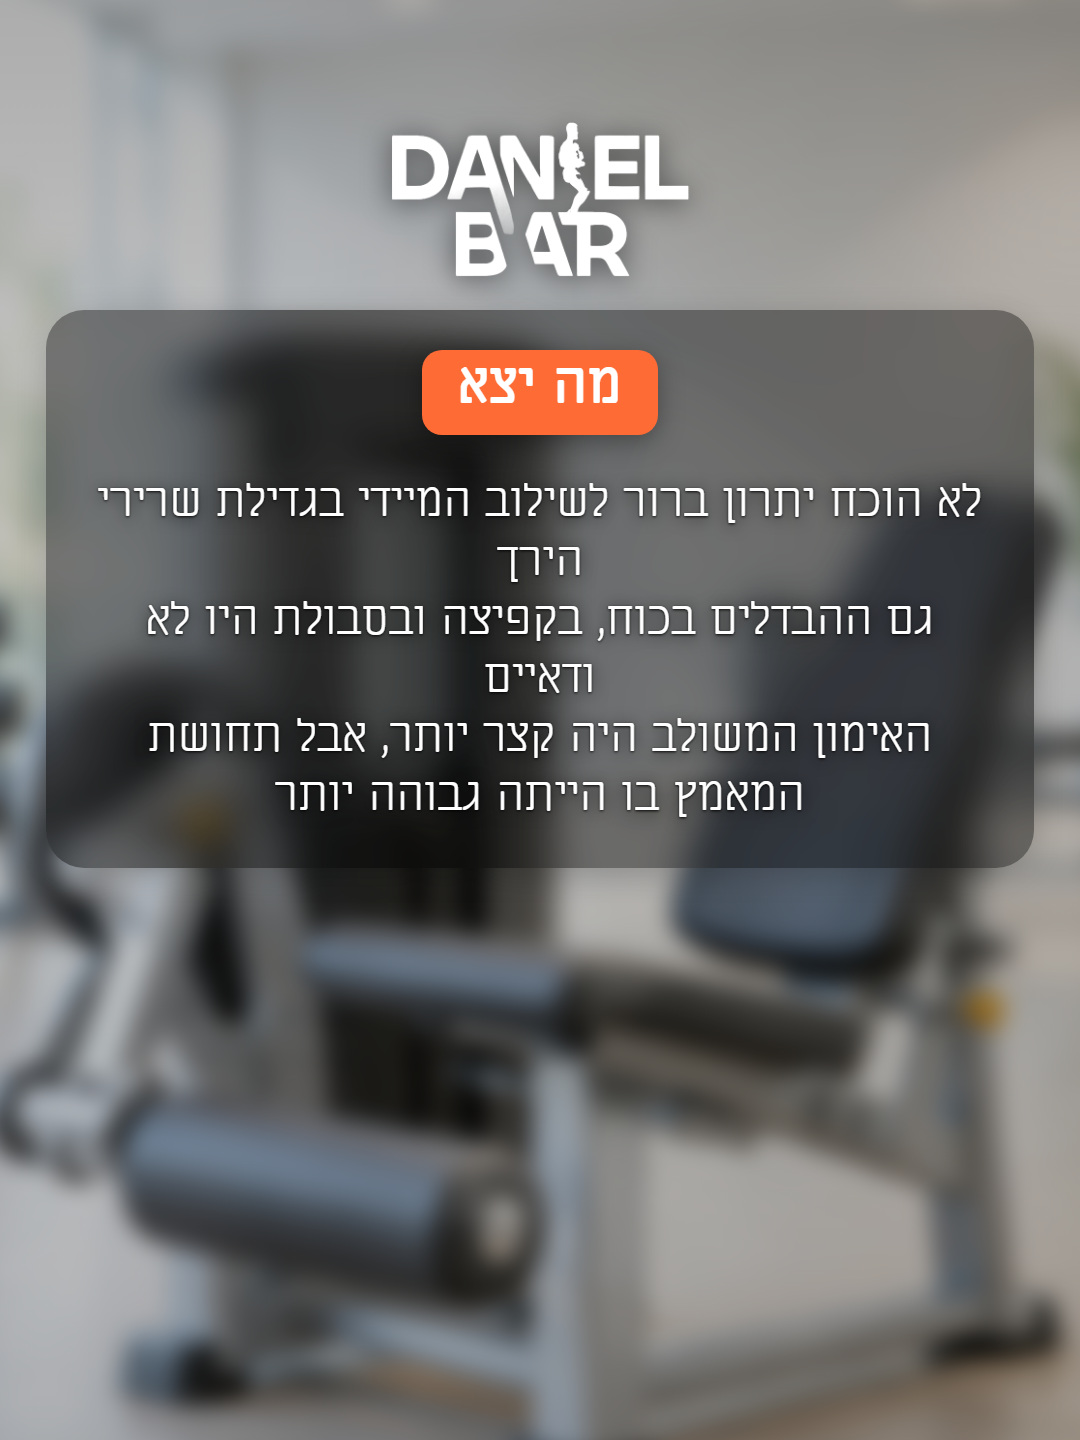 DANIEL
BAR
מה יצא
לא הוכח יתרון ברור לשילוב המיידי בגדילת שרירי
הירך
גם ההבדלים בכוח, בקפיצה ובסבולת היו לא
ודאיים
האימון המשולב היה קצר יותר, אבל תחושת
המאמץ בו הייתה גבוהה יותר